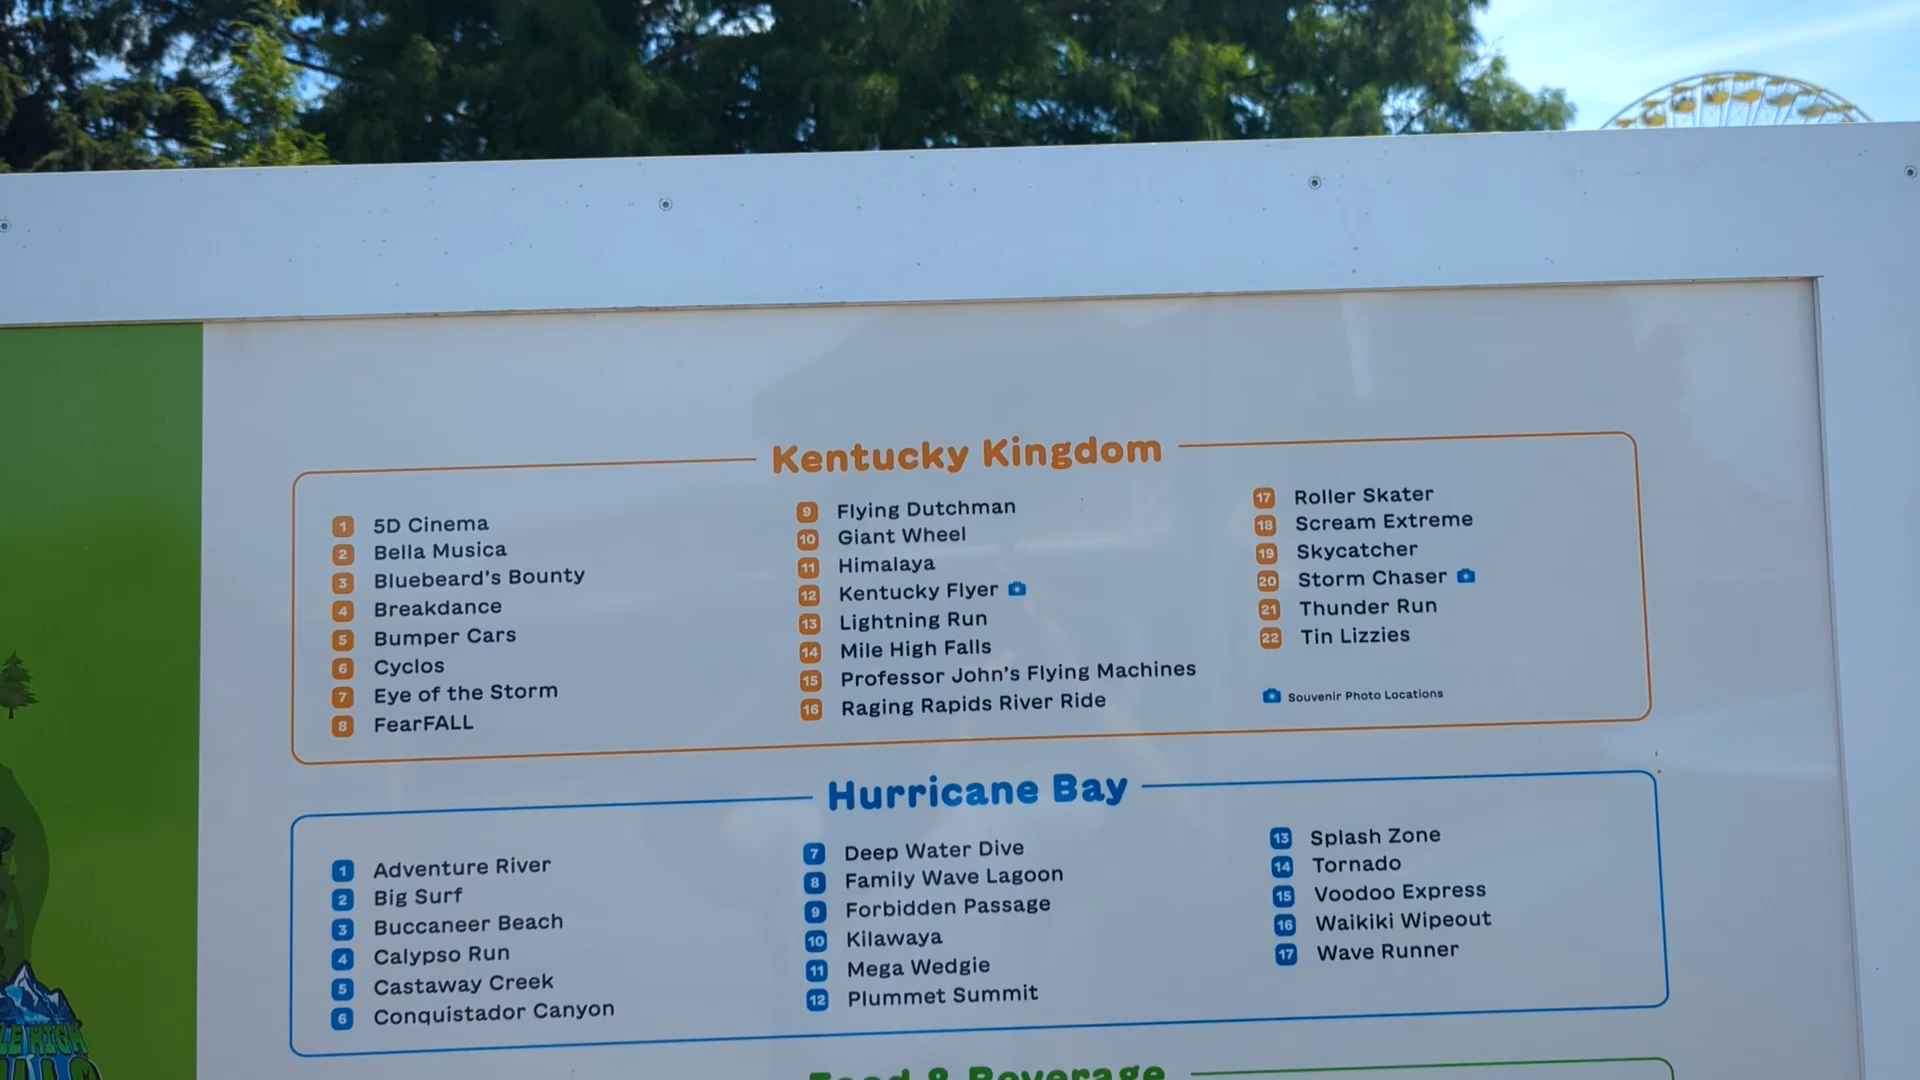 Kentucky Kingdom
1 5D Cinema
2 Bella Musica
3 Bluebeard's Bounty
4 Breakdance
5 Bumper Cars
6 Cyclos
7 Eye of the Storm
8 FearFALL
9 Flying Dutchman
10 Giant Wheel
11 Himalaya
12 Kentucky Flyer
13 Lightning Run
14 Mile High Falls
15 Professor John's Flying Machines
16 Raging Rapids River Ride
17 Roller Skater
18 Scream Extreme
19 Skycatcher
20 Storm Chaser
21 Thunder Run
22 Tin Lizzies
Souvenir Photo Locations
Hurricane Bay
1 Adventure River
2 Big Surf
3 Buccaneer Beach
4 Calypso Run
5 Castaway Creek
6 Conquistador Canyon
7 Deep Water Dive
8 Family Wave Lagoon
9 Forbidden Passage
10 Kilawaya
11 Mega Wedgie
12 Plummet Summit
13 Splash Zone
14 Tornado
15 Voodoo Express
16 Waikiki Wipeout
17 Wave Runner
Food & Beverage